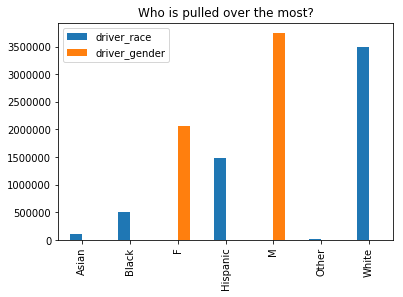 Who is pulled over the most?
driver_race
driver_gender
3500000
3000000
2500000
2000000
1500000
1000000
500000
0
Asian
Black
F
Hispanic
M
Other
White